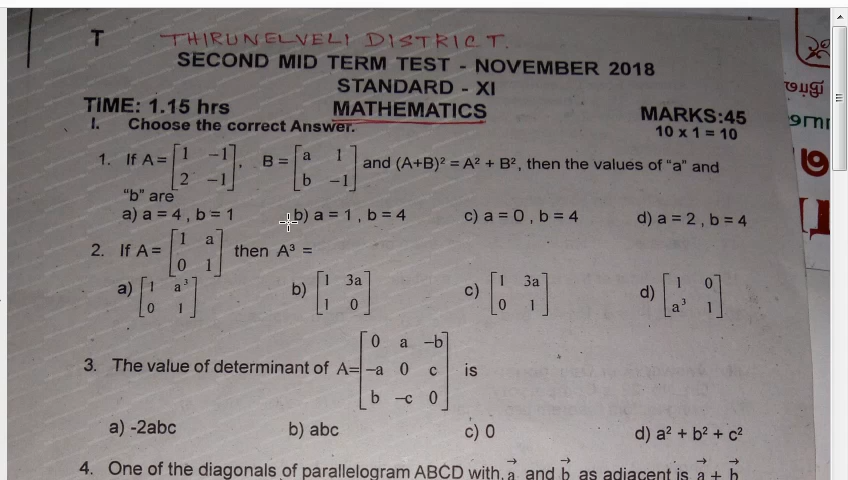 T THIRUNELVELI DISTRICT.
SECOND MID TERM TEST - NOVEMBER 2018
STANDARD - XI
TIME: 1.15 hrs MATHEMATICS MARKS:45
I. Choose the correct Answer. 10 x 1 = 10
1. If A = [1 −1; 2 −1], B = [a 1; b −1] and (A+B)² = A² + B², then the values of "a" and
"b" are
a) a = 4 , b = 1 b) a = 1 , b = 4 c) a = 0 , b = 4 d) a = 2 , b = 4
2. If A = [1 a; 0 1] then A³ =
a) [1 a³; 0 1] b) [1 3a; 1 0] c) [1 3a; 0 1] d) [1 0; a³ 1]
3. The value of determinant of A= [0 a −b; −a 0 c; b −c 0] is
a) -2abc b) abc c) 0 d) a² + b² + c²
4. One of the diagonals of parallelogram ABCD with, a⃗ and b⃗ as adjacent is a⃗ + b⃗